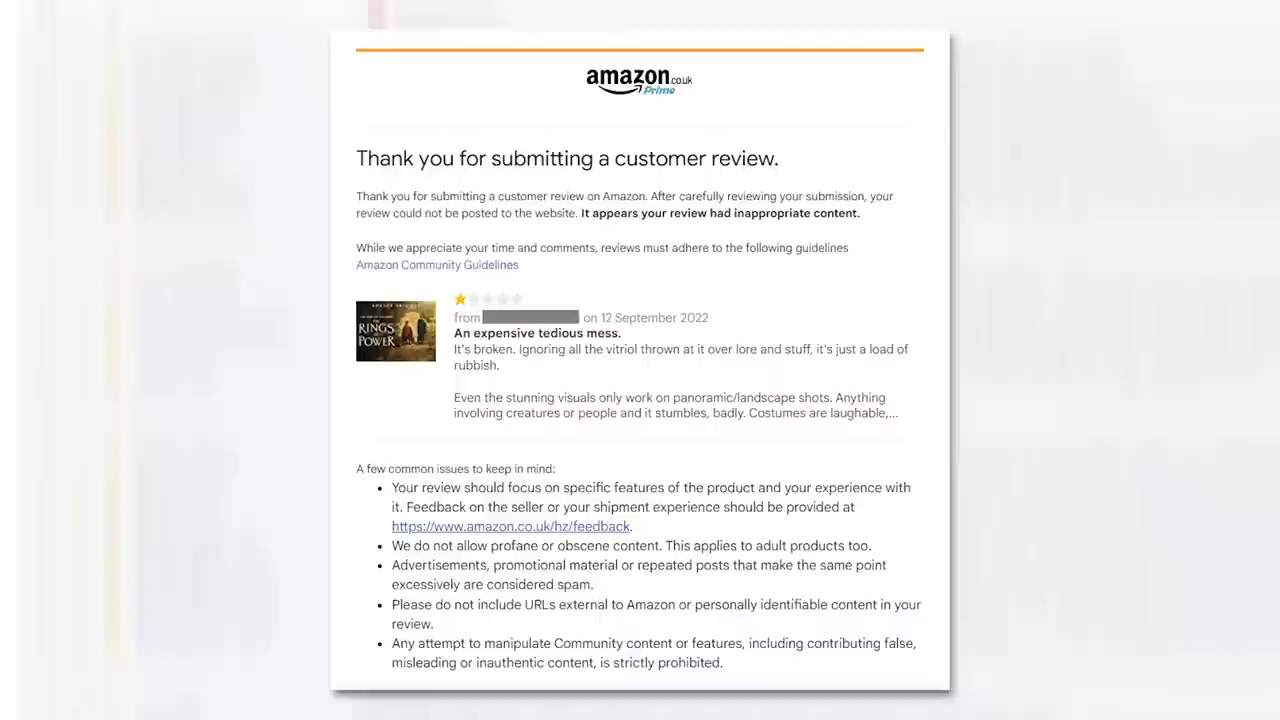 amazon.co.uk
Prime
Thank you for submitting a customer review.
Thank you for submitting a customer review on Amazon. After carefully reviewing your submission, your
review could not be posted to the website. It appears your review had inappropriate content.
While we appreciate your time and comments, reviews must adhere to the following guidelines
Amazon Community Guidelines
from on 12 September 2022
An expensive tedious mess.
It's broken. Ignoring all the vitriol thrown at it over lore and stuff, it's just a load of
rubbish.
AMAZON ORIGINAL
THE
RINGS
OF
POWER
Even the stunning visuals only work on panoramic/landscape shots. Anything
involving creatures or people and it stumbles, badly. Costumes are laughable,...
A few common issues to keep in mind:
• Your review should focus on specific features of the product and your experience with
it. Feedback on the seller or your shipment experience should be provided at
https://www.amazon.co.uk/hz/feedback.
• We do not allow profane or obscene content. This applies to adult products too.
• Advertisements, promotional material or repeated posts that make the same point
excessively are considered spam.
• Please do not include URLs external to Amazon or personally identifiable content in your
review.
• Any attempt to manipulate Community content or features, including contributing false,
misleading or inauthentic content, is strictly prohibited.